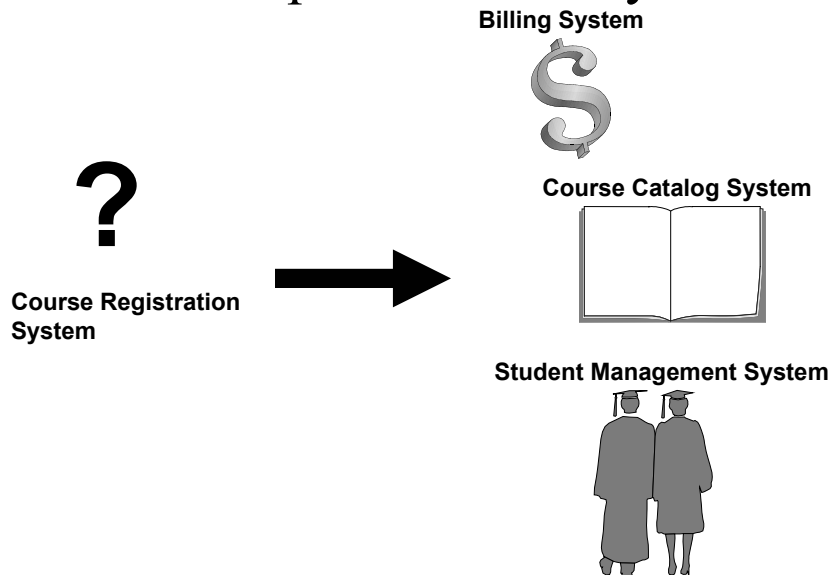 Billing System
?
Course Catalog System
Course Registration
System
Student Management System